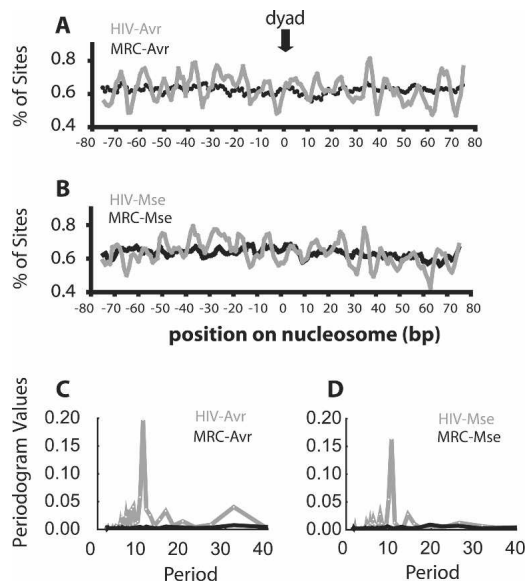 dyad
A
HIV-Avr
MRC-Avr
% of Sites
0.8
0.6
0.4
-80 -70 -60 -50 -40 -30 -20 -10 0 10 20 30 40 50 60 70 80
B
HIV-Mse
MRC-Mse
% of Sites
0.8
0.6
0.4
-80 -70 -60 -50 -40 -30 -20 -10 0 10 20 30 40 50 60 70 80
position on nucleosome (bp)
C
HIV-Avr
MRC-Avr
Periodogram Values
0.20
0.15
0.10
0.05
0.00
0 10 20 30 40
Period
D
HIV-Mse
MRC-Mse
0.20
0.15
0.10
0.05
0.00
0 10 20 30 40
Period